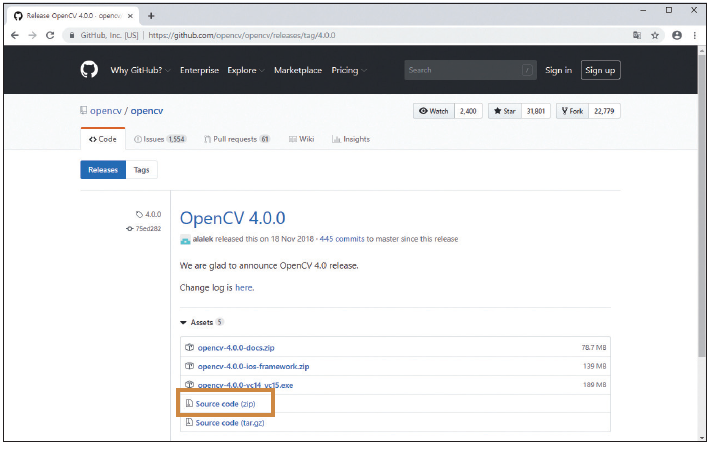 Release OpenCV 4.0.0 · opencv
GitHub, Inc. [US] | https://github.com/opencv/opencv/releases/tag/4.0.0
Why GitHub? Enterprise Explore Marketplace Pricing Search / Sign in Sign up
opencv / opencv Watch 2,400 Star 31,801 Fork 22,779
Code Issues 1,554 Pull requests 61 Wiki Insights
Releases Tags
4.0.0
75ed282
OpenCV 4.0.0
alalek released this on 18 Nov 2018 · 445 commits to master since this release
We are glad to announce OpenCV 4.0 release.
Change log is here.
Assets 5
opencv-4.0.0-docs.zip 78.7 MB
opencv-4.0.0-ios-framework.zip 139 MB
opencv-4.0.0-vc14_vc15.exe 189 MB
Source code (zip)
Source code (tar.gz)